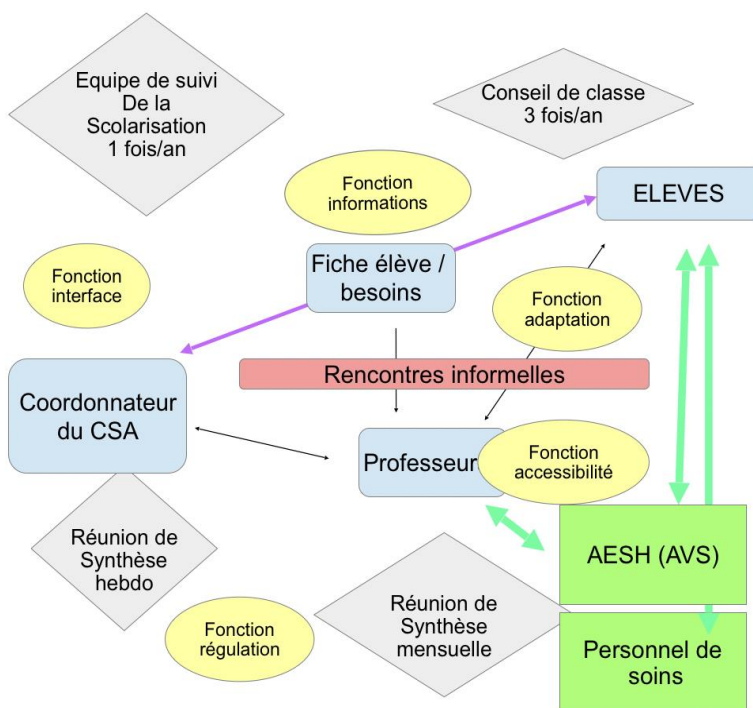 Equipe de suivi
De la
Scolarisation
1 fois/an
Conseil de classe
3 fois/an
Fonction
informations
ELEVES
Fonction
interface
Fiche élève /
besoins
Fonction
adaptation
Rencontres informelles
Coordonnateur
du CSA
Professeur
Fonction
accessibilité
Réunion de
Synthèse
hebdo
AESH (AVS)
Réunion de
Synthèse
mensuelle
Fonction
régulation
Personnel de
soins